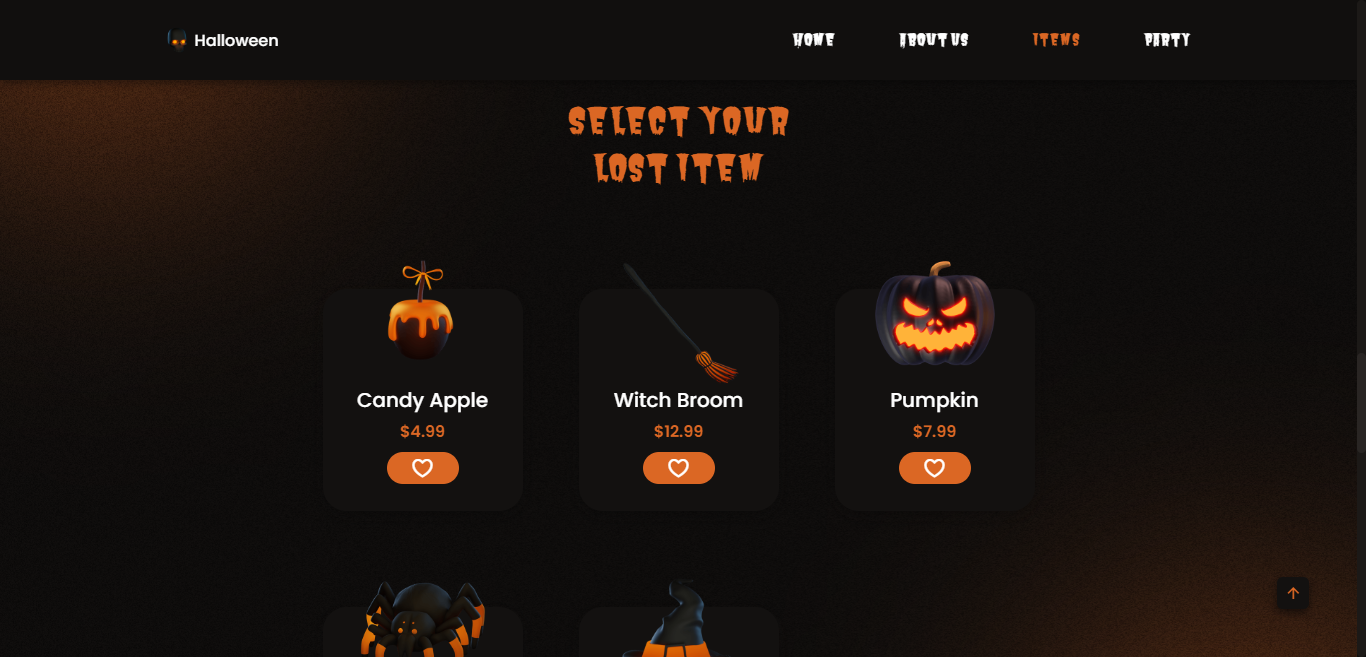 Halloween
HOME
ABOUT US
ITEMS
PARTY
SELECT YOUR
LOST ITEM
Candy Apple
$4.99
Witch Broom
$12.99
Pumpkin
$7.99